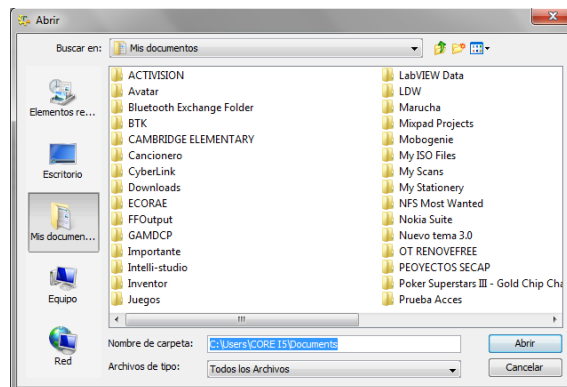 Abrir
Buscar en: Mis documentos
Elementos re...
Escritorio
Mis documen...
Equipo
Red
ACTIVISION
Avatar
Bluetooth Exchange Folder
BTK
CAMBRIDGE ELEMENTARY
Cancionero
CyberLink
Downloads
ECORAE
FFOutput
GAMDCP
Importante
Intelli-studio
Inventor
Juegos
LabVIEW Data
LDW
Marucha
Mixpad Projects
Mobogenie
My ISO Files
My Scans
My Stationery
NFS Most Wanted
Nokia Suite
Nuevo tema 3.0
OT RENOVEFREE
PEOYECTOS SECAP
Poker Superstars III - Gold Chip Cha
Prueba Acces
Nombre de carpeta: C:\Users\CORE I5\Documents Abrir
Archivos de tipo: Todos los Archivos Cancelar